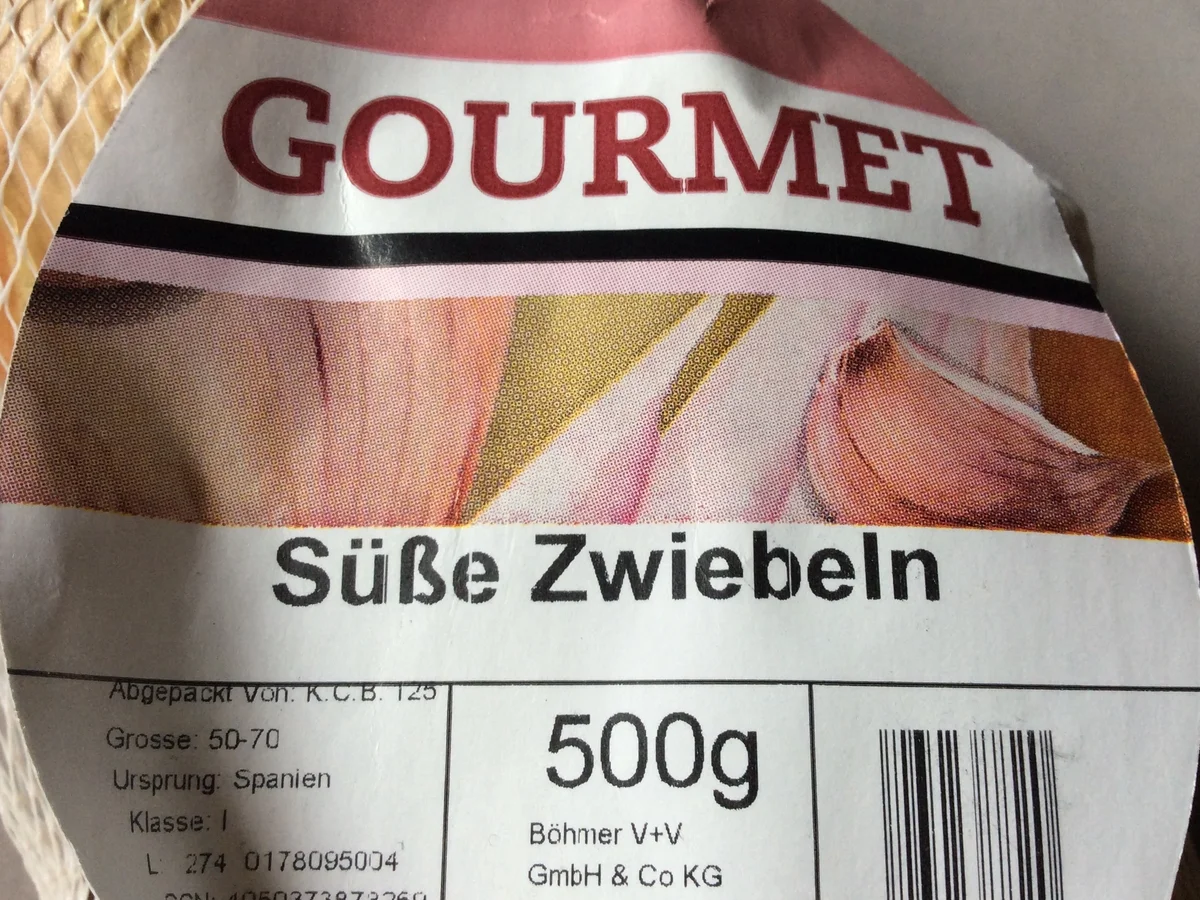 GOURMET
Süße Zwiebeln
Abgepackt von: K.C.B. 125
Grosse: 50-70
Ursprung: Spanien
Klasse: I
L: 274 0178095004
500g
Böhmer V+V
GmbH & Co KG